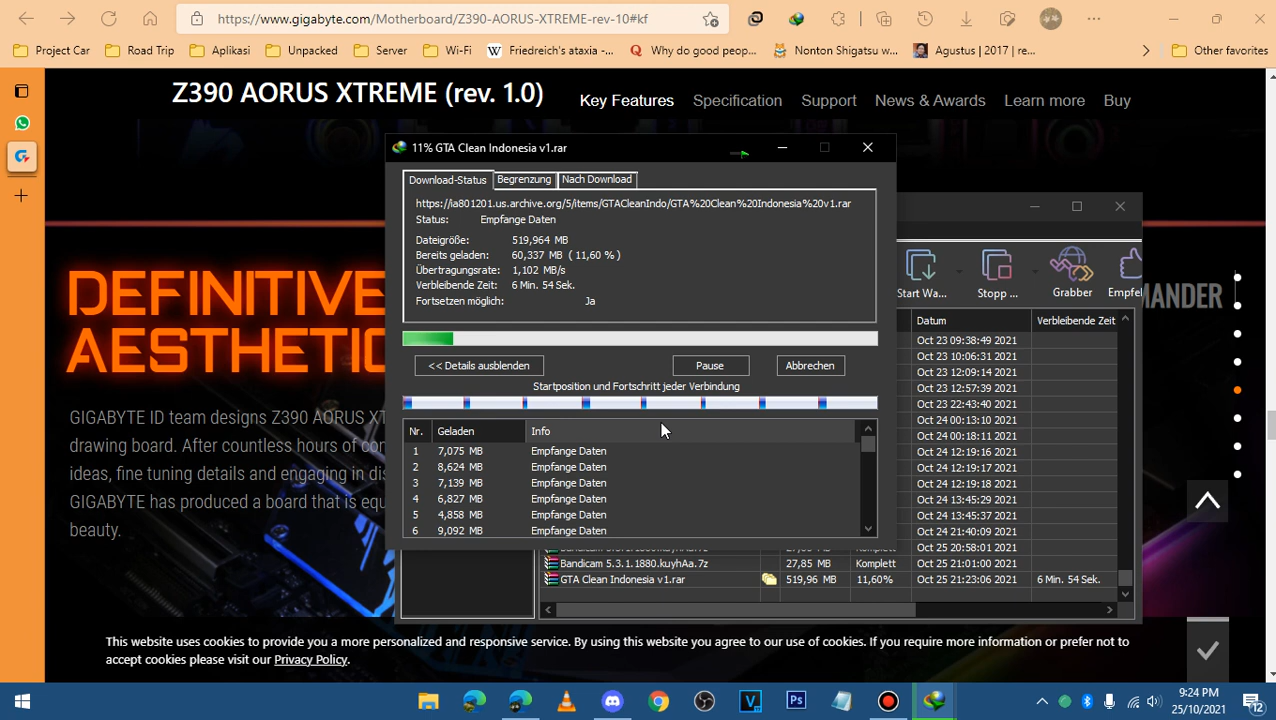 https://www.gigabyte.com/Motherboard/Z390-AORUS-XTREME-rev-10#kf
Project Car
Road Trip
Aplikasi
Unpacked
Server
Wi-Fi
Friedreich's ataxia -...
Why do good peop...
Nonton Shigatsu w...
Agustus | 2017 | re...
Other favorites
Z390 AORUS XTREME (rev. 1.0)
Key Features
Specification
Support
News & Awards
Learn more
Buy
11% GTA Clean Indonesia v1.rar
Download-Status
Begrenzung
Nach Download
https://ia801201.us.archive.org/5/items/GTACleanIndo/GTA%20Clean%20Indonesia%20v1.rar
Status: Empfange Daten
Dateigröße: 519,964 MB
Bereits geladen: 60,337 MB ( 11,60 % )
Übertragungsrate: 1,102 MB/s
Verbleibende Zeit: 6 Min. 54 Sek.
Fortsetzen möglich: Ja
<< Details ausblenden
Pause
Abbrechen
Startposition und Fortschritt jeder Verbindung
Nr. Geladen Info
1 7,075 MB Empfange Daten
2 8,624 MB Empfange Daten
3 7,139 MB Empfange Daten
4 6,827 MB Empfange Daten
5 4,858 MB Empfange Daten
6 9,092 MB Empfange Daten
Start Wa...
Stopp ...
Grabber
Empfel
Datum
Verbleibende Zeit
Oct 23 09:38:49 2021
Oct 23 10:06:31 2021
Oct 23 12:09:14 2021
Oct 23 12:57:39 2021
Oct 23 22:43:40 2021
Oct 24 00:13:10 2021
Oct 24 00:18:11 2021
Oct 24 12:19:16 2021
Oct 24 12:19:17 2021
Oct 24 12:19:18 2021
Oct 24 13:45:29 2021
Oct 24 13:45:37 2021
Oct 24 21:40:09 2021
Oct 25 20:58:01 2021
Bandicam 5.3.1.1880.kuyhAa.7z 27,85 MB Komplett Oct 25 21:01:00 2021
GTA Clean Indonesia v1.rar 519,96 MB 11,60% Oct 25 21:23:06 2021 6 Min. 54 Sek.
DEFINITIVE
AESTHETIC
MANDER
GIGABYTE ID team designs Z390 AORUS XT
drawing board. After countless hours of con
ideas, fine tuning details and engaging in dis
GIGABYTE has produced a board that is equ
beauty.
This website uses cookies to provide you a more personalized and responsive service. By using this website you agree to our use of cookies. If you require more information or prefer not to
accept cookies please visit our Privacy Policy.
9:24 PM
25/10/2021
12